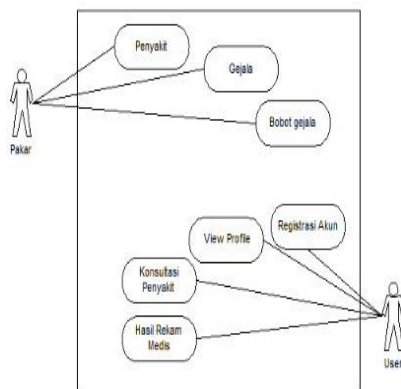 Penyakit
Gejala
Bobot gejala
Pakar
Registrasi Akun
View Profile
Konsultasi
Penyakit
Hasil Rekam
Medis
User